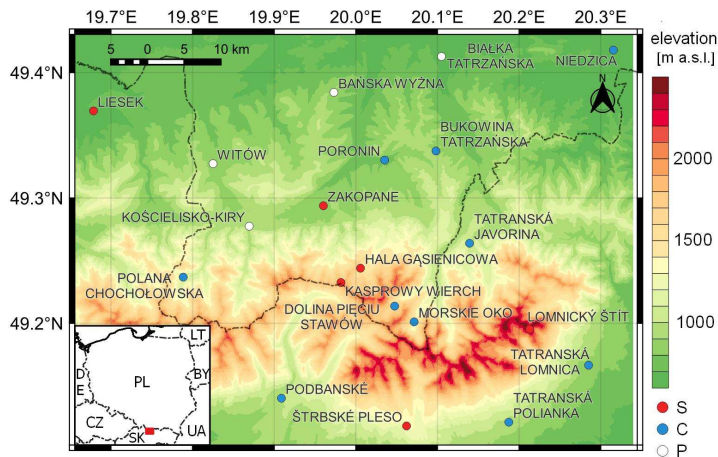 19.7°E 19.8°E 19.9°E 20.0°E 20.1°E 20.2°E 20.3°E
5 0 5 10 km
BIAŁKA
TATRZAŃSKA
NIEDZICA
elevation
[m a.s.l.]
49.4°N
N
BAŃSKA WYŻNA
LIESEK
BUKOWINA
TATRZAŃSKA
WITÓW
PORONIN
2000
49.3°N
ZAKOPANE
KOŚCIELISKO-KIRY
TATRANSKÁ
JAVORINA
1500
HALA GĄSIENICOWA
POLANA
CHOCHOŁOWSKA
KASPROWY WIERCH
DOLINA PIĘCIU
STAWÓW
MORSKIE OKO
LOMNICKÝ ŠTÍT
49.2°N
1000
LT
TATRANSKÁ
LOMNICA
D
E
PL
BY
PODBANSKÉ
TATRANSKÁ
POLIANKA
CZ
ŠTRBSKÉ PLESO
SK
UA
S
C
P